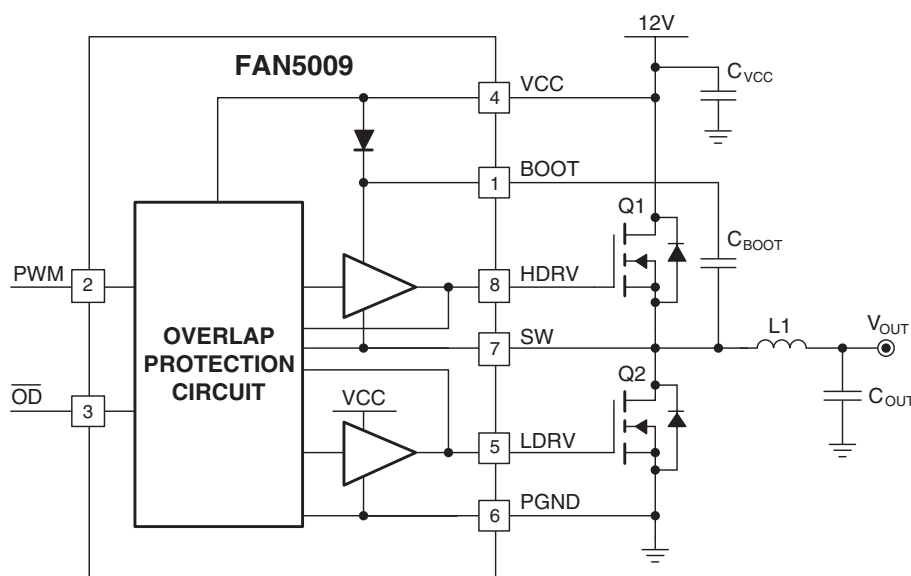 12V
FAN5009
C_VCC
4 VCC
1 BOOT
Q1
C_BOOT
PWM 2
8 HDRV
OVERLAP
PROTECTION
CIRCUIT
7 SW
L1
V_OUT
Q2
O̅D̅ 3
VCC
C_OUT
5 LDRV
6 PGND